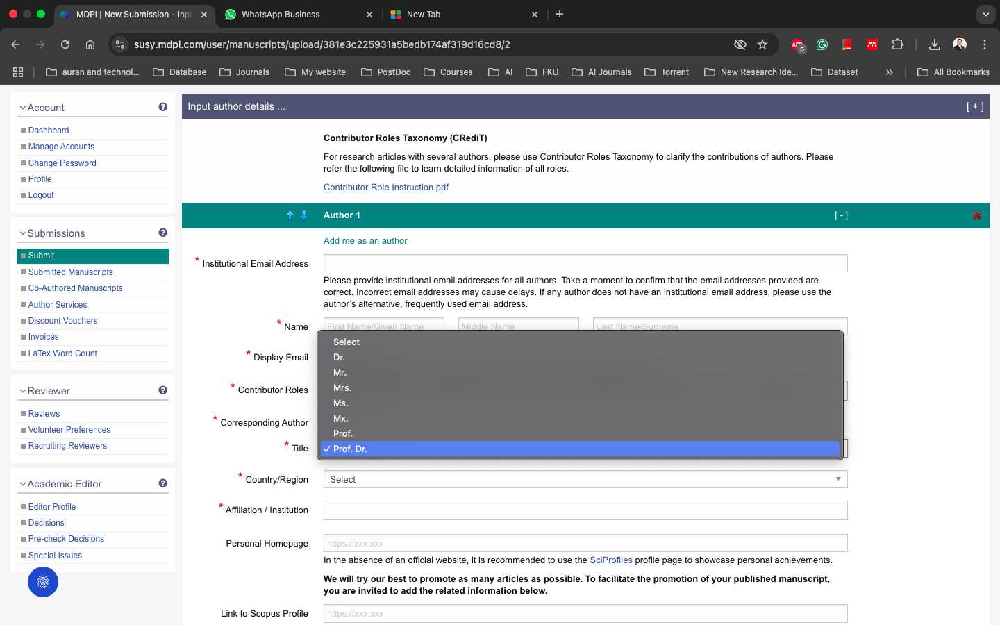 MDPI | New Submission - Inpu
WhatsApp Business
New Tab
susy.mdpi.com/user/manuscripts/upload/381e3c225931a5bedb174af319d16cd8/2
5
auran and technol...
Database
Journals
My website
PostDoc
Courses
AI
FKU
AI Journals
Torrent
New Research Ide...
Dataset
»
All Bookmarks
Account
Dashboard
Manage Accounts
Change Password
Profile
Logout
Submissions
Submit
Submitted Manuscripts
Co-Authored Manuscripts
Author Services
Discount Vouchers
Invoices
LaTex Word Count
Reviewer
Reviews
Volunteer Preferences
Recruiting Reviewers
Academic Editor
Editor Profile
Decisions
Pre-check Decisions
Special Issues
Input author details ...
[ + ]
Contributor Roles Taxonomy (CRediT)
For research articles with several authors, please use Contributor Roles Taxonomy to clarify the contributions of authors. Please
refer the following file to learn detailed information of all roles.
Contributor Role Instruction.pdf
Author 1
[ - ]
Add me as an author
* Institutional Email Address
Please provide institutional email addresses for all authors. Take a moment to confirm that the email addresses provided are
correct. Incorrect email addresses may cause delays. If any author does not have an institutional email address, please use the
author's alternative, frequently used email address.
* Name
First Name/Given Name
Middle Name
Last Name/Surname
* Display Email
* Contributor Roles
* Corresponding Author
* Title
Select
Dr.
Mr.
Mrs.
Ms.
Mx.
Prof.
✓ Prof. Dr.
* Country/Region
Select
* Affiliation / Institution
Personal Homepage
https://xxx.xxx
In the absence of an official website, it is recommended to use the SciProfiles profile page to showcase personal achievements.
We will try our best to promote as many articles as possible. To facilitate the promotion of your published manuscript,
you are invited to add the related information below.
Link to Scopus Profile
https://xxx.xxx